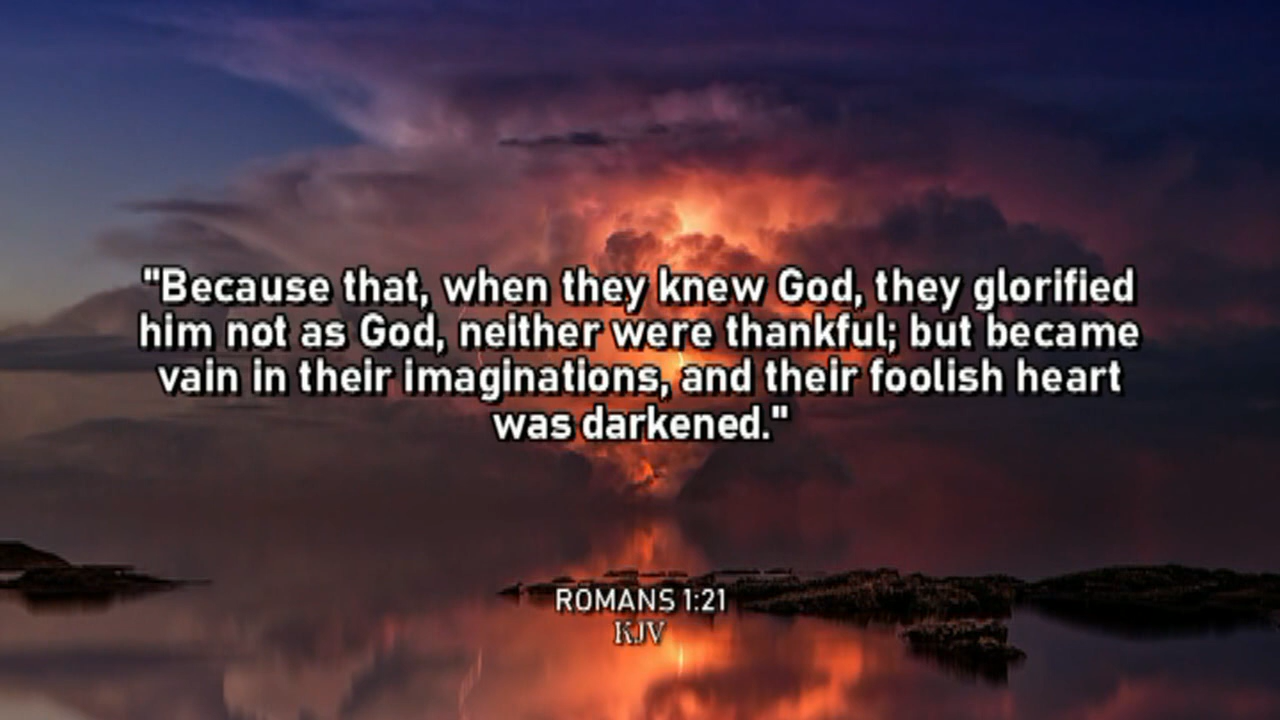 "Because that, when they knew God, they glorified
him not as God, neither were thankful; but became
vain in their imaginations, and their foolish heart
was darkened."
ROMANS 1:21
KJV